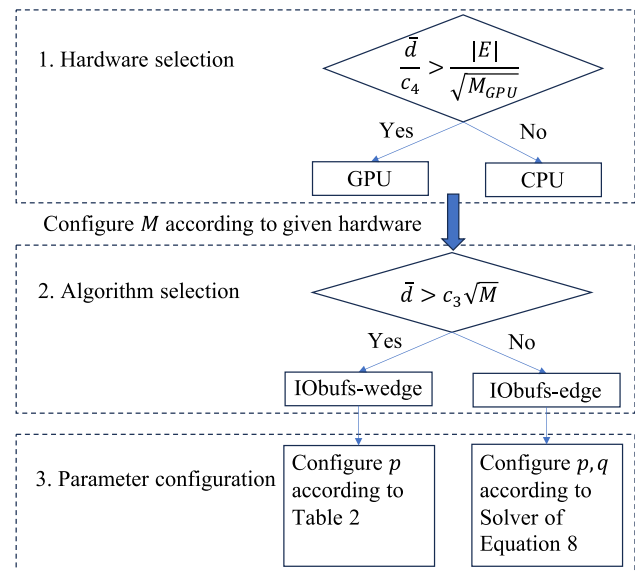 1. Hardware selection
d̄/c₄ > |E|/√M_GPU
Yes
No
GPU
CPU
Configure M according to given hardware
2. Algorithm selection
d̄ > c₃√M
Yes
No
IObufs-wedge
IObufs-edge
3. Parameter configuration
Configure p
according to
Table 2
Configure p,q
according to
Solver of
Equation 8